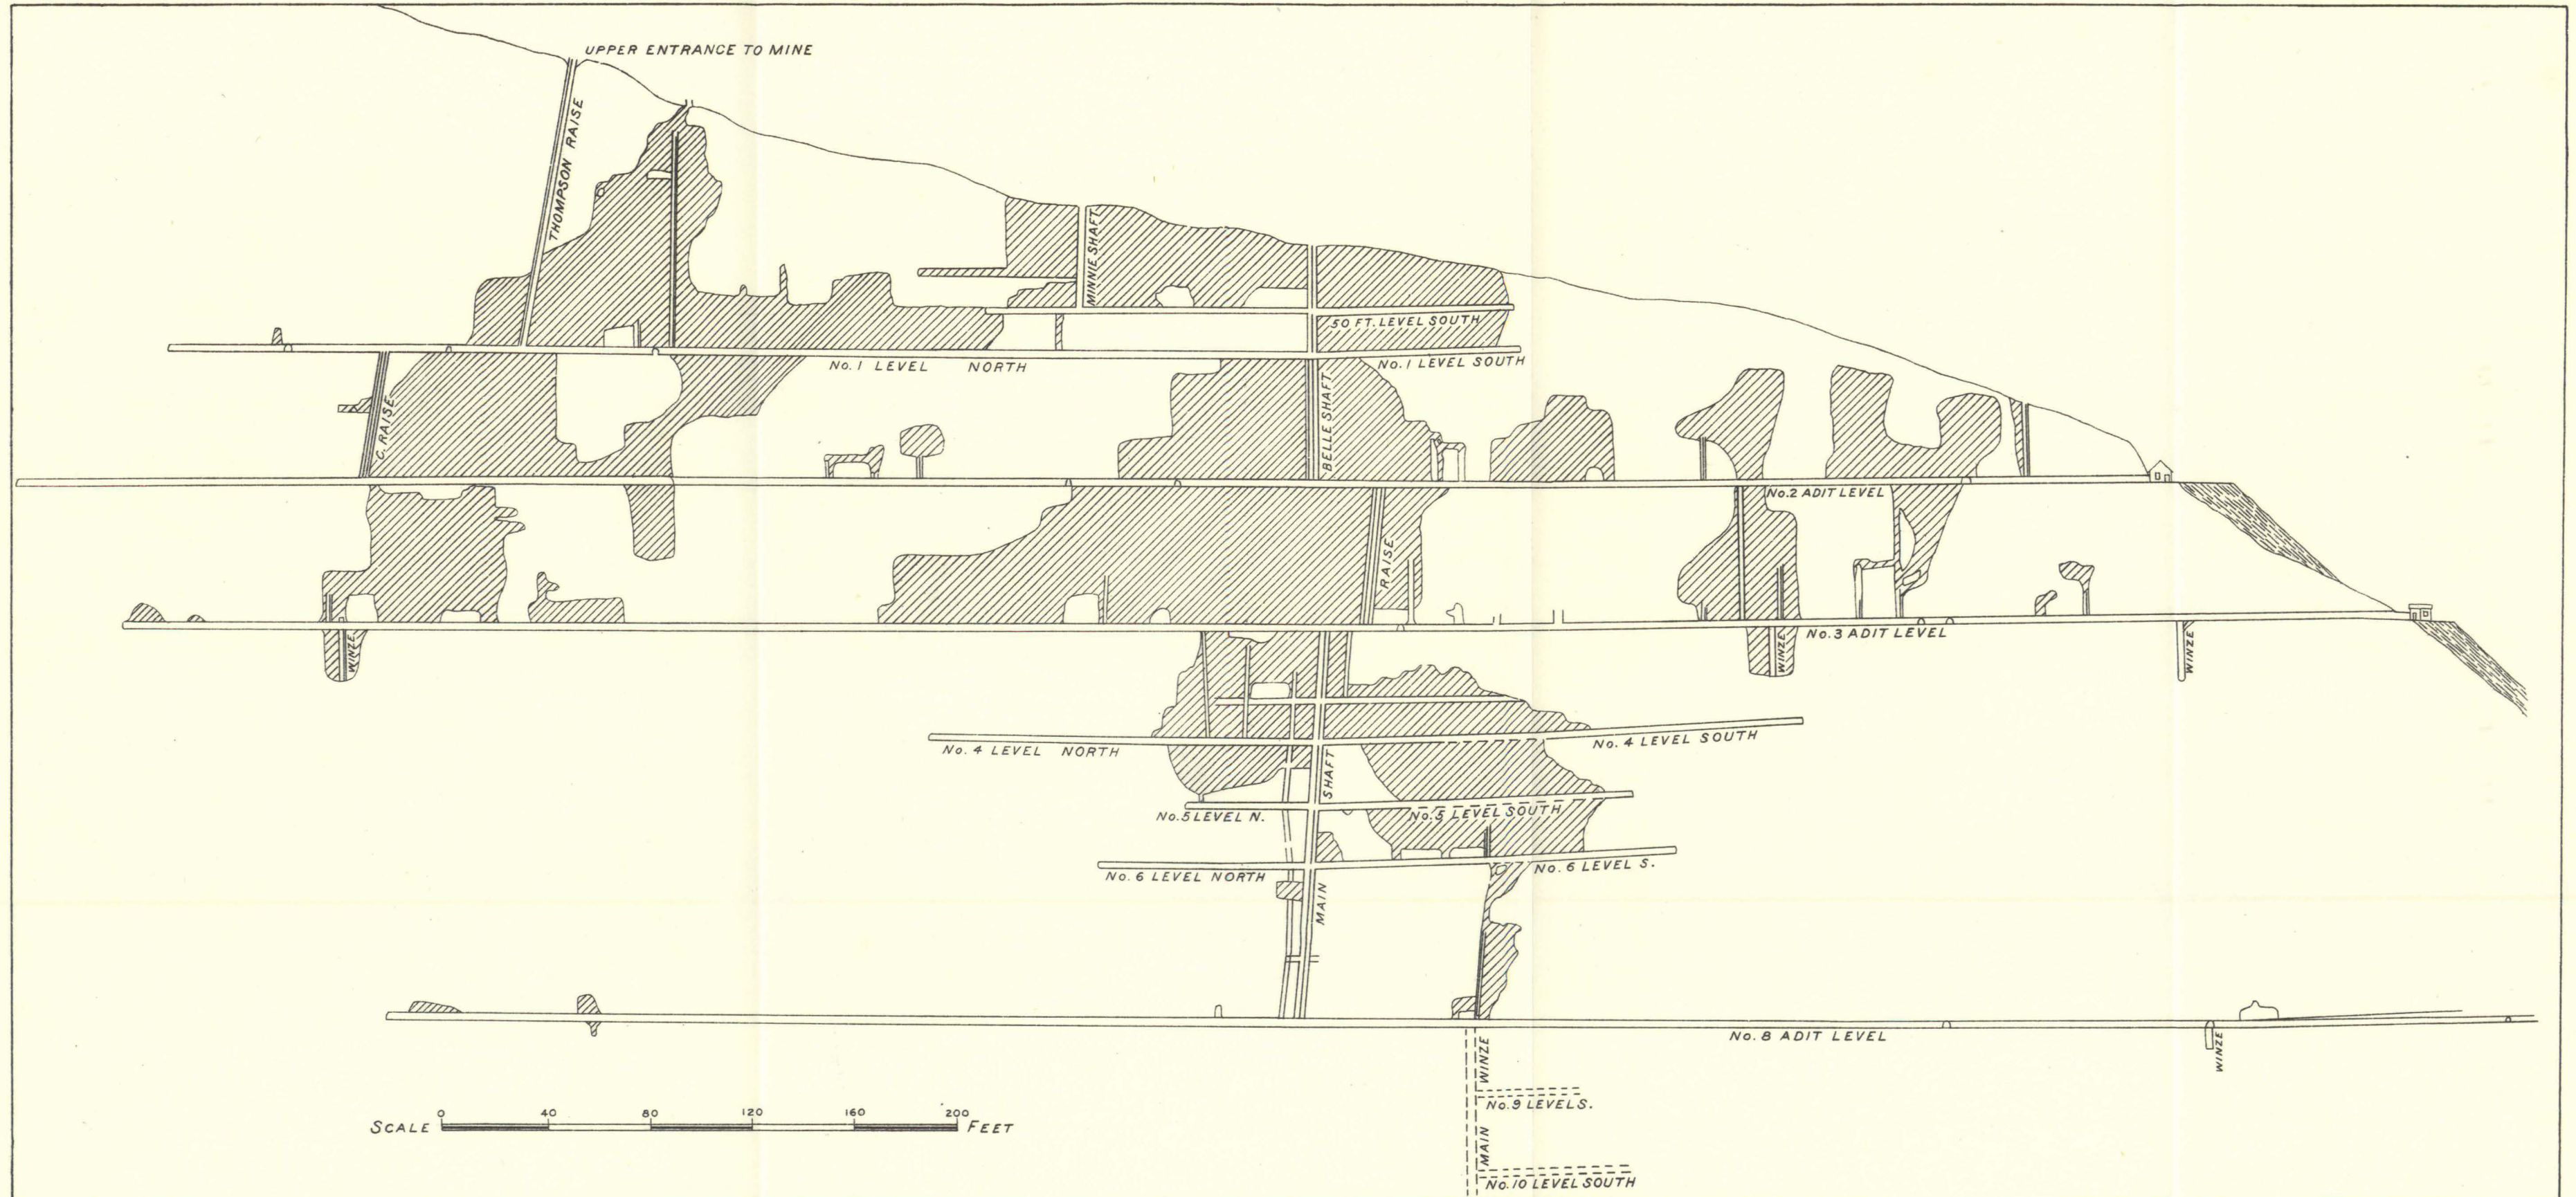 UPPER ENTRANCE TO MINE
THOMPSON RAISE
MINNIE SHAFT
50 FT. LEVEL SOUTH
No. 1 LEVEL NORTH
No. 1 LEVEL SOUTH
C. RAISE
BELLE SHAFT
No. 2 ADIT LEVEL
RAISE
No. 3 ADIT LEVEL
WINZE
WINZE
WINZE
No. 4 LEVEL NORTH
No. 4 LEVEL SOUTH
SHAFT
No. 5 LEVEL N.
No. 5 LEVEL SOUTH
No. 6 LEVEL NORTH
No. 6 LEVEL S.
MAIN
No. 8 ADIT LEVEL
WINZE
WINZE
No. 9 LEVEL S.
MAIN
No. 10 LEVEL SOUTH
0 40 80 120 160 200
SCALE FEET